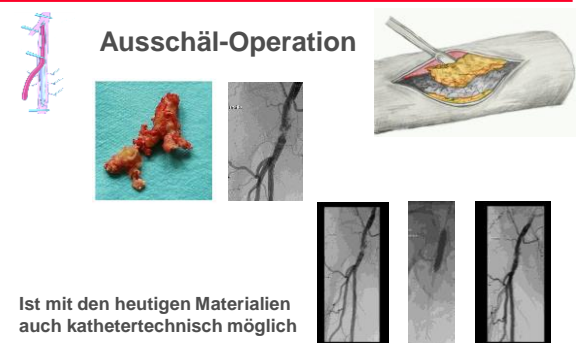 Ausschäl-Operation
Ist mit den heutigen Materialien
auch kathetertechnisch möglich